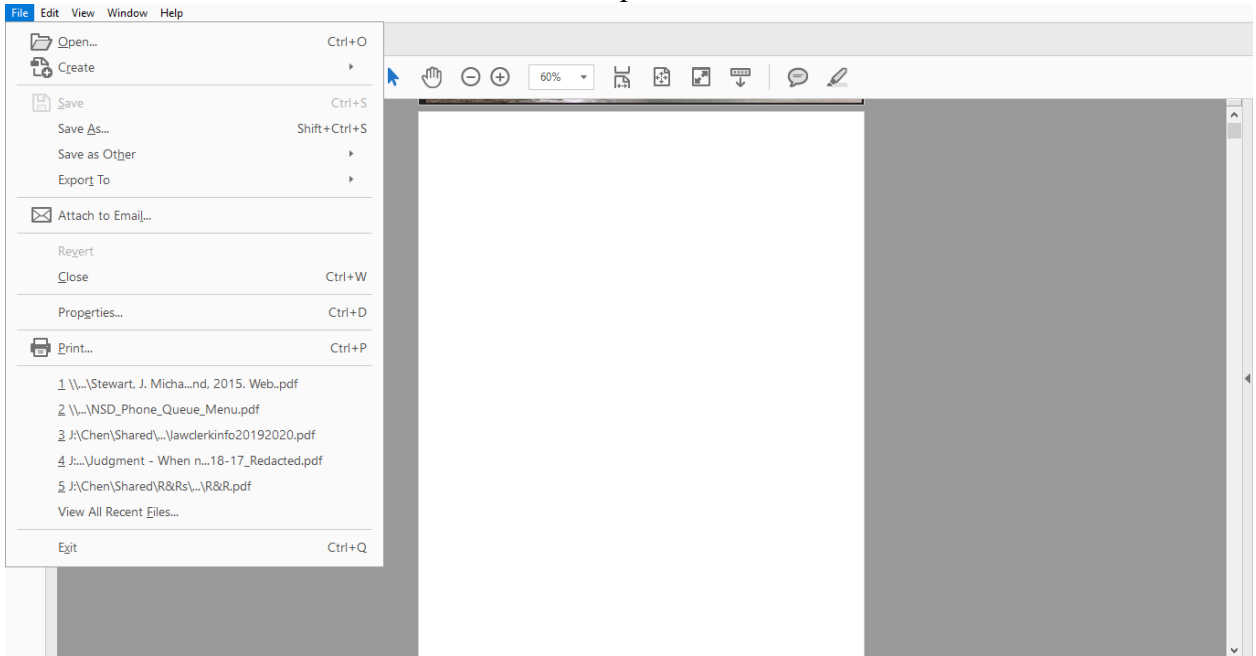 File Edit View Window Help
Open... Ctrl+O
Create
60%
Save Ctrl+S
Save As... Shift+Ctrl+S
Save as Other
Export To
Attach to Email...
Revert
Close Ctrl+W
Properties... Ctrl+D
Print... Ctrl+P
1 \\...\Stewart, J. Micha...nd, 2015. Web..pdf
2 \\...\NSD_Phone_Queue_Menu.pdf
3 J:\Chen\Shared\...\lawclerkinfo20192020.pdf
4 J:...\Judgment - When n...18-17_Redacted.pdf
5 J:\Chen\Shared\R&Rs\...\R&R.pdf
View All Recent Files...
Exit Ctrl+Q